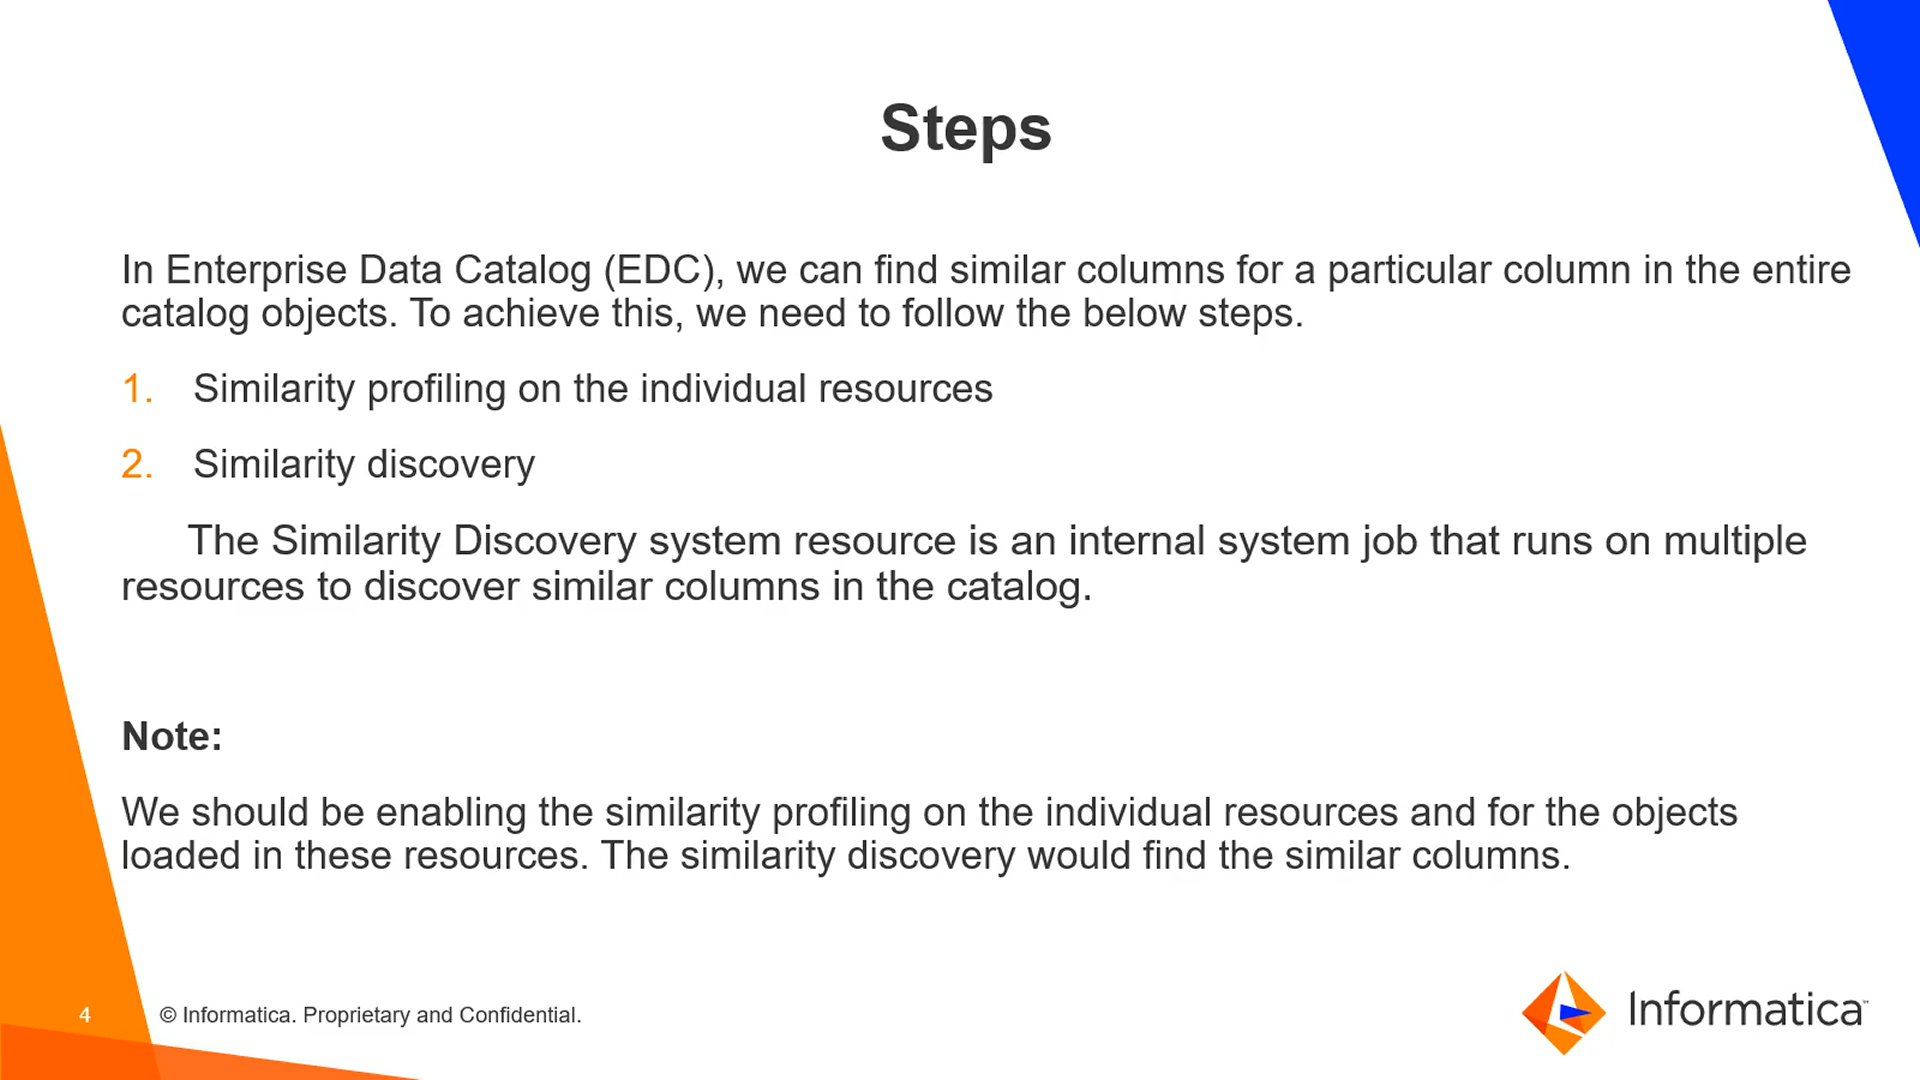 Steps
In Enterprise Data Catalog (EDC), we can find similar columns for a particular column in the entire
catalog objects. To achieve this, we need to follow the below steps.
1. Similarity profiling on the individual resources
2. Similarity discovery
The Similarity Discovery system resource is an internal system job that runs on multiple
resources to discover similar columns in the catalog.
Note:
We should be enabling the similarity profiling on the individual resources and for the objects
loaded in these resources. The similarity discovery would find the similar columns.
4 © Informatica. Proprietary and Confidential.
Informatica™